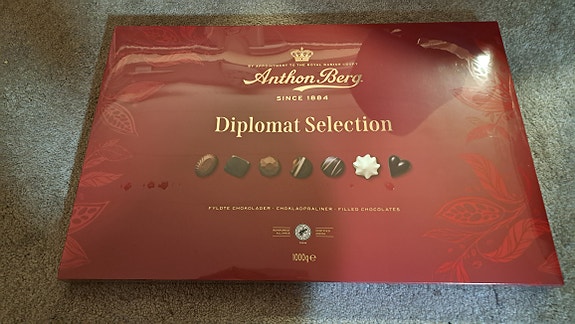 BY APPOINTMENT TO THE ROYAL DANISH COURT
Anthon Berg
SINCE 1884
Diplomat Selection
FYLDTE CHOKOLADER · CHOKLADPRALINER · FILLED CHOCOLATES
1000g e